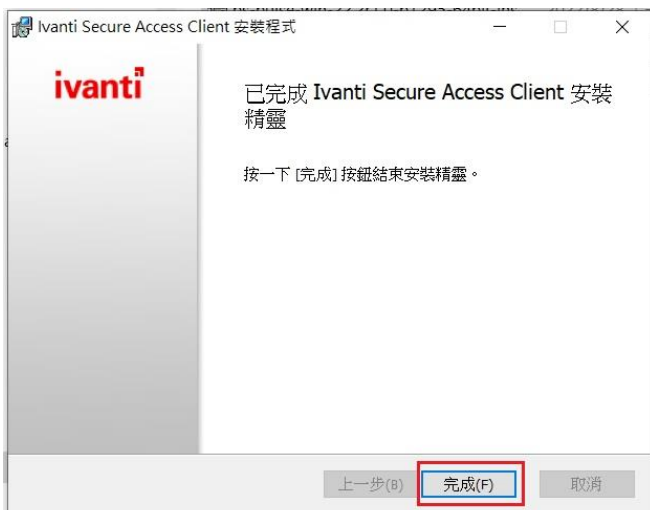 Ivanti Secure Access Client 安裝程式
ivanti
已完成 Ivanti Secure Access Client 安裝
精靈
按一下 [完成] 按鈕結束安裝精靈。
上一步(B)
完成(F)
取消